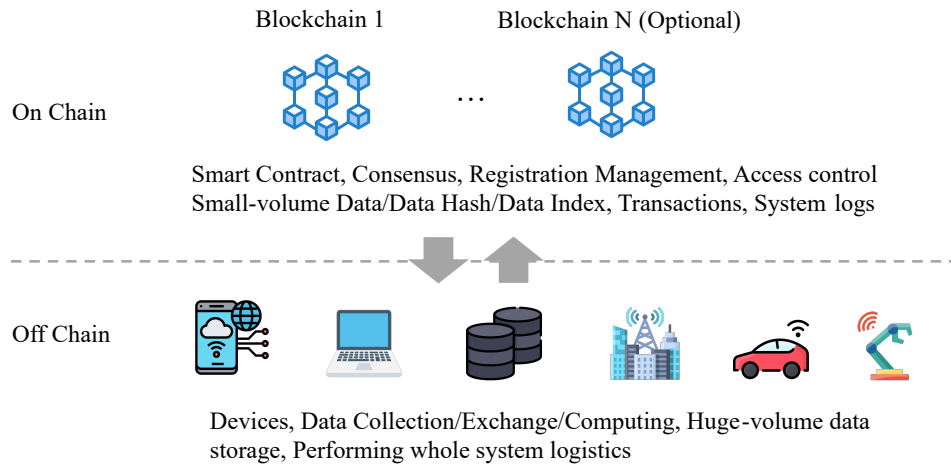 Blockchain 1
Blockchain N (Optional)
...
On Chain
Smart Contract, Consensus, Registration Management, Access control
Small-volume Data/Data Hash/Data Index, Transactions, System logs
Off Chain
Devices, Data Collection/Exchange/Computing, Huge-volume data
storage, Performing whole system logistics